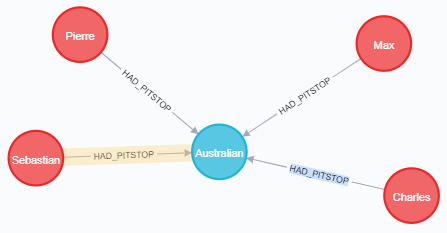 Pierre
Max
HAD_PITSTOP
HAD_PITSTOP
Sebastian
HAD_PITSTOP
Australian
HAD_PITSTOP
Charles